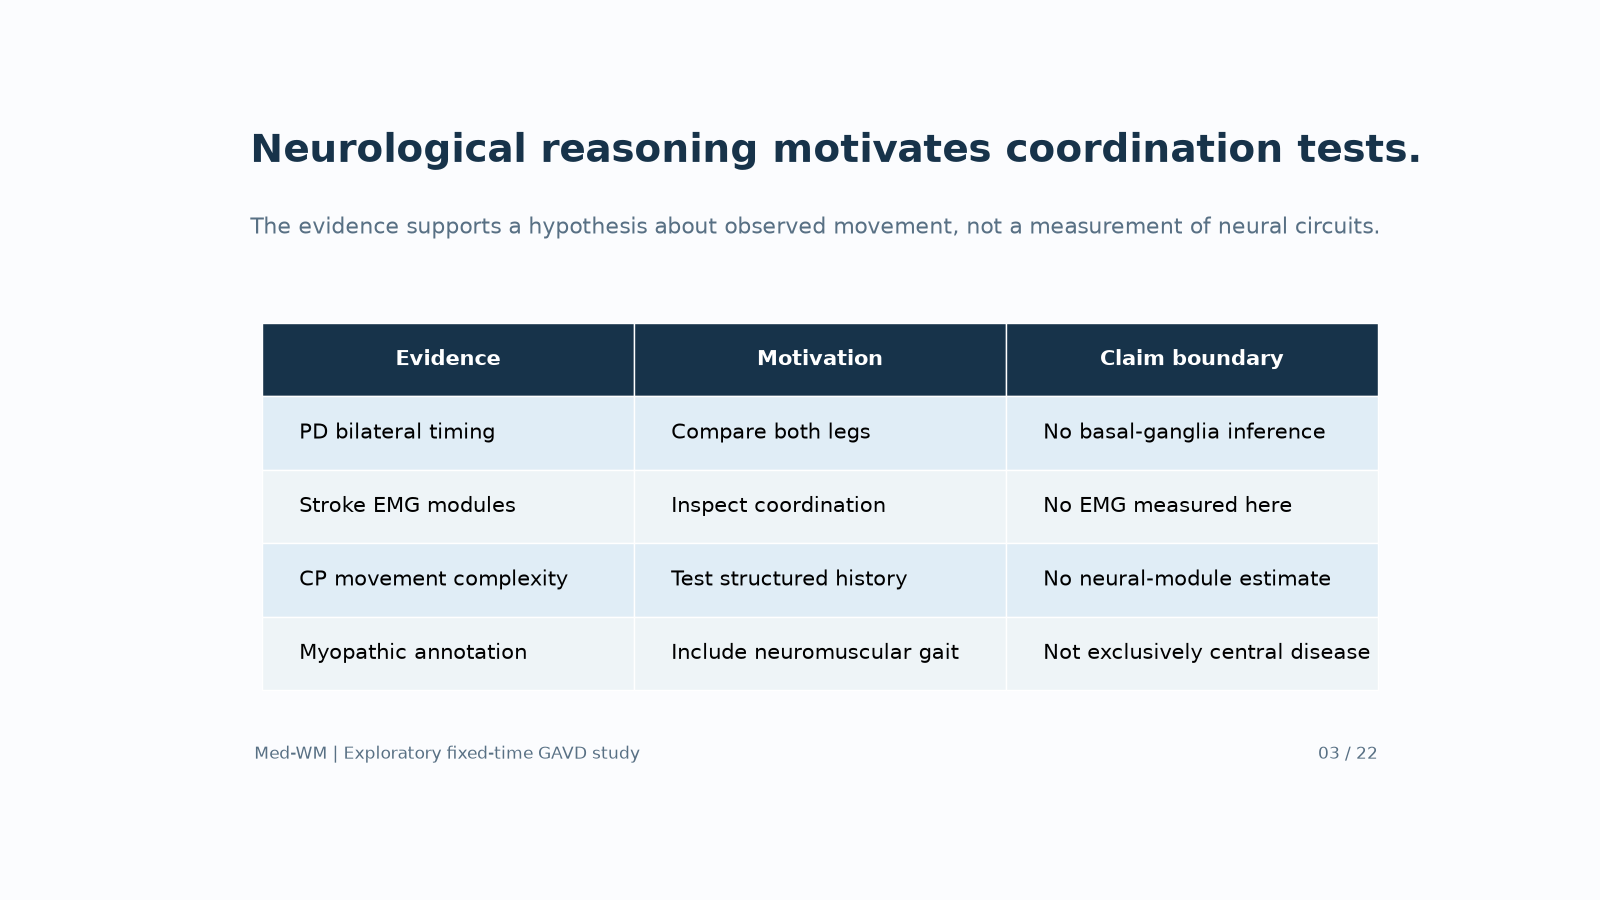 Neurological reasoning motivates coordination tests.
The evidence supports a hypothesis about observed movement, not a measurement of neural circuits.
Evidence Motivation Claim boundary
PD bilateral timing Compare both legs No basal-ganglia inference
Stroke EMG modules Inspect coordination No EMG measured here
CP movement complexity Test structured history No neural-module estimate
Myopathic annotation Include neuromuscular gait Not exclusively central disease
Med-WM | Exploratory fixed-time GAVD study 03 / 22